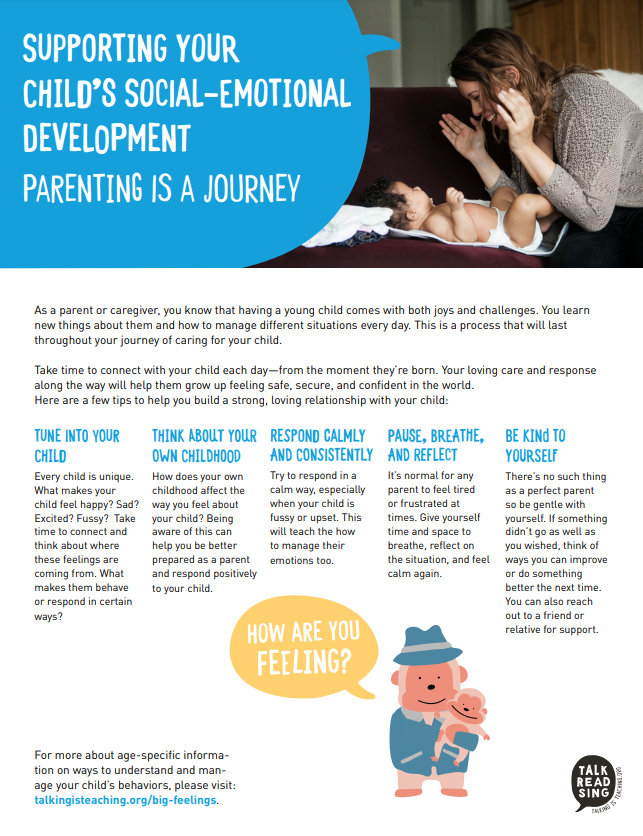 SUPPORTING YOUR
CHILD'S SOCIAL-EMOTIONAL
DEVELOPMENT
PARENTING IS A JOURNEY
As a parent or caregiver, you know that having a young child comes with both joys and challenges. You learn
new things about them and how to manage different situations every day. This is a process that will last
throughout your journey of caring for your child.
Take time to connect with your child each day—from the moment they're born. Your loving care and response
along the way will help them grow up feeling safe, secure, and confident in the world.
Here are a few tips to help you build a strong, loving relationship with your child:
TUNE INTO YOUR
CHILD
Every child is unique.
What makes your
child feel happy? Sad?
Excited? Fussy? Take
time to connect and
think about where
these feelings are
coming from. What
makes them behave
or respond in certain
ways?
THINK ABOUT YOUR
OWN CHILDHOOD
How does your own
childhood affect the
way you feel about
your child? Being
aware of this can
help you be better
prepared as a parent
and respond positively
to your child.
RESPOND CALMLY
AND CONSISTENTLY
Try to respond in a
calm way, especially
when your child is
fussy or upset. This
will teach the how
to manage their
emotions too.
PAUSE, BREATHE,
AND REFLECT
It's normal for any
parent to feel tired
or frustrated at
times. Give yourself
time and space to
breathe, reflect on
the situation, and feel
calm again.
BE KIND TO
YOURSELF
There's no such thing
as a perfect parent
so be gentle with
yourself. If something
didn't go as well as
you wished, think of
ways you can improve
or do something
better the next time.
You can also reach
out to a friend or
relative for support.
HOW ARE YOU
FEELING?
For more about age-specific informa-
tion on ways to understand and man-
age your child's behaviors, please visit:
talkingisteaching.org/big-feelings.
TALK
READ
SING
TALKING IS TEACHING.ORG